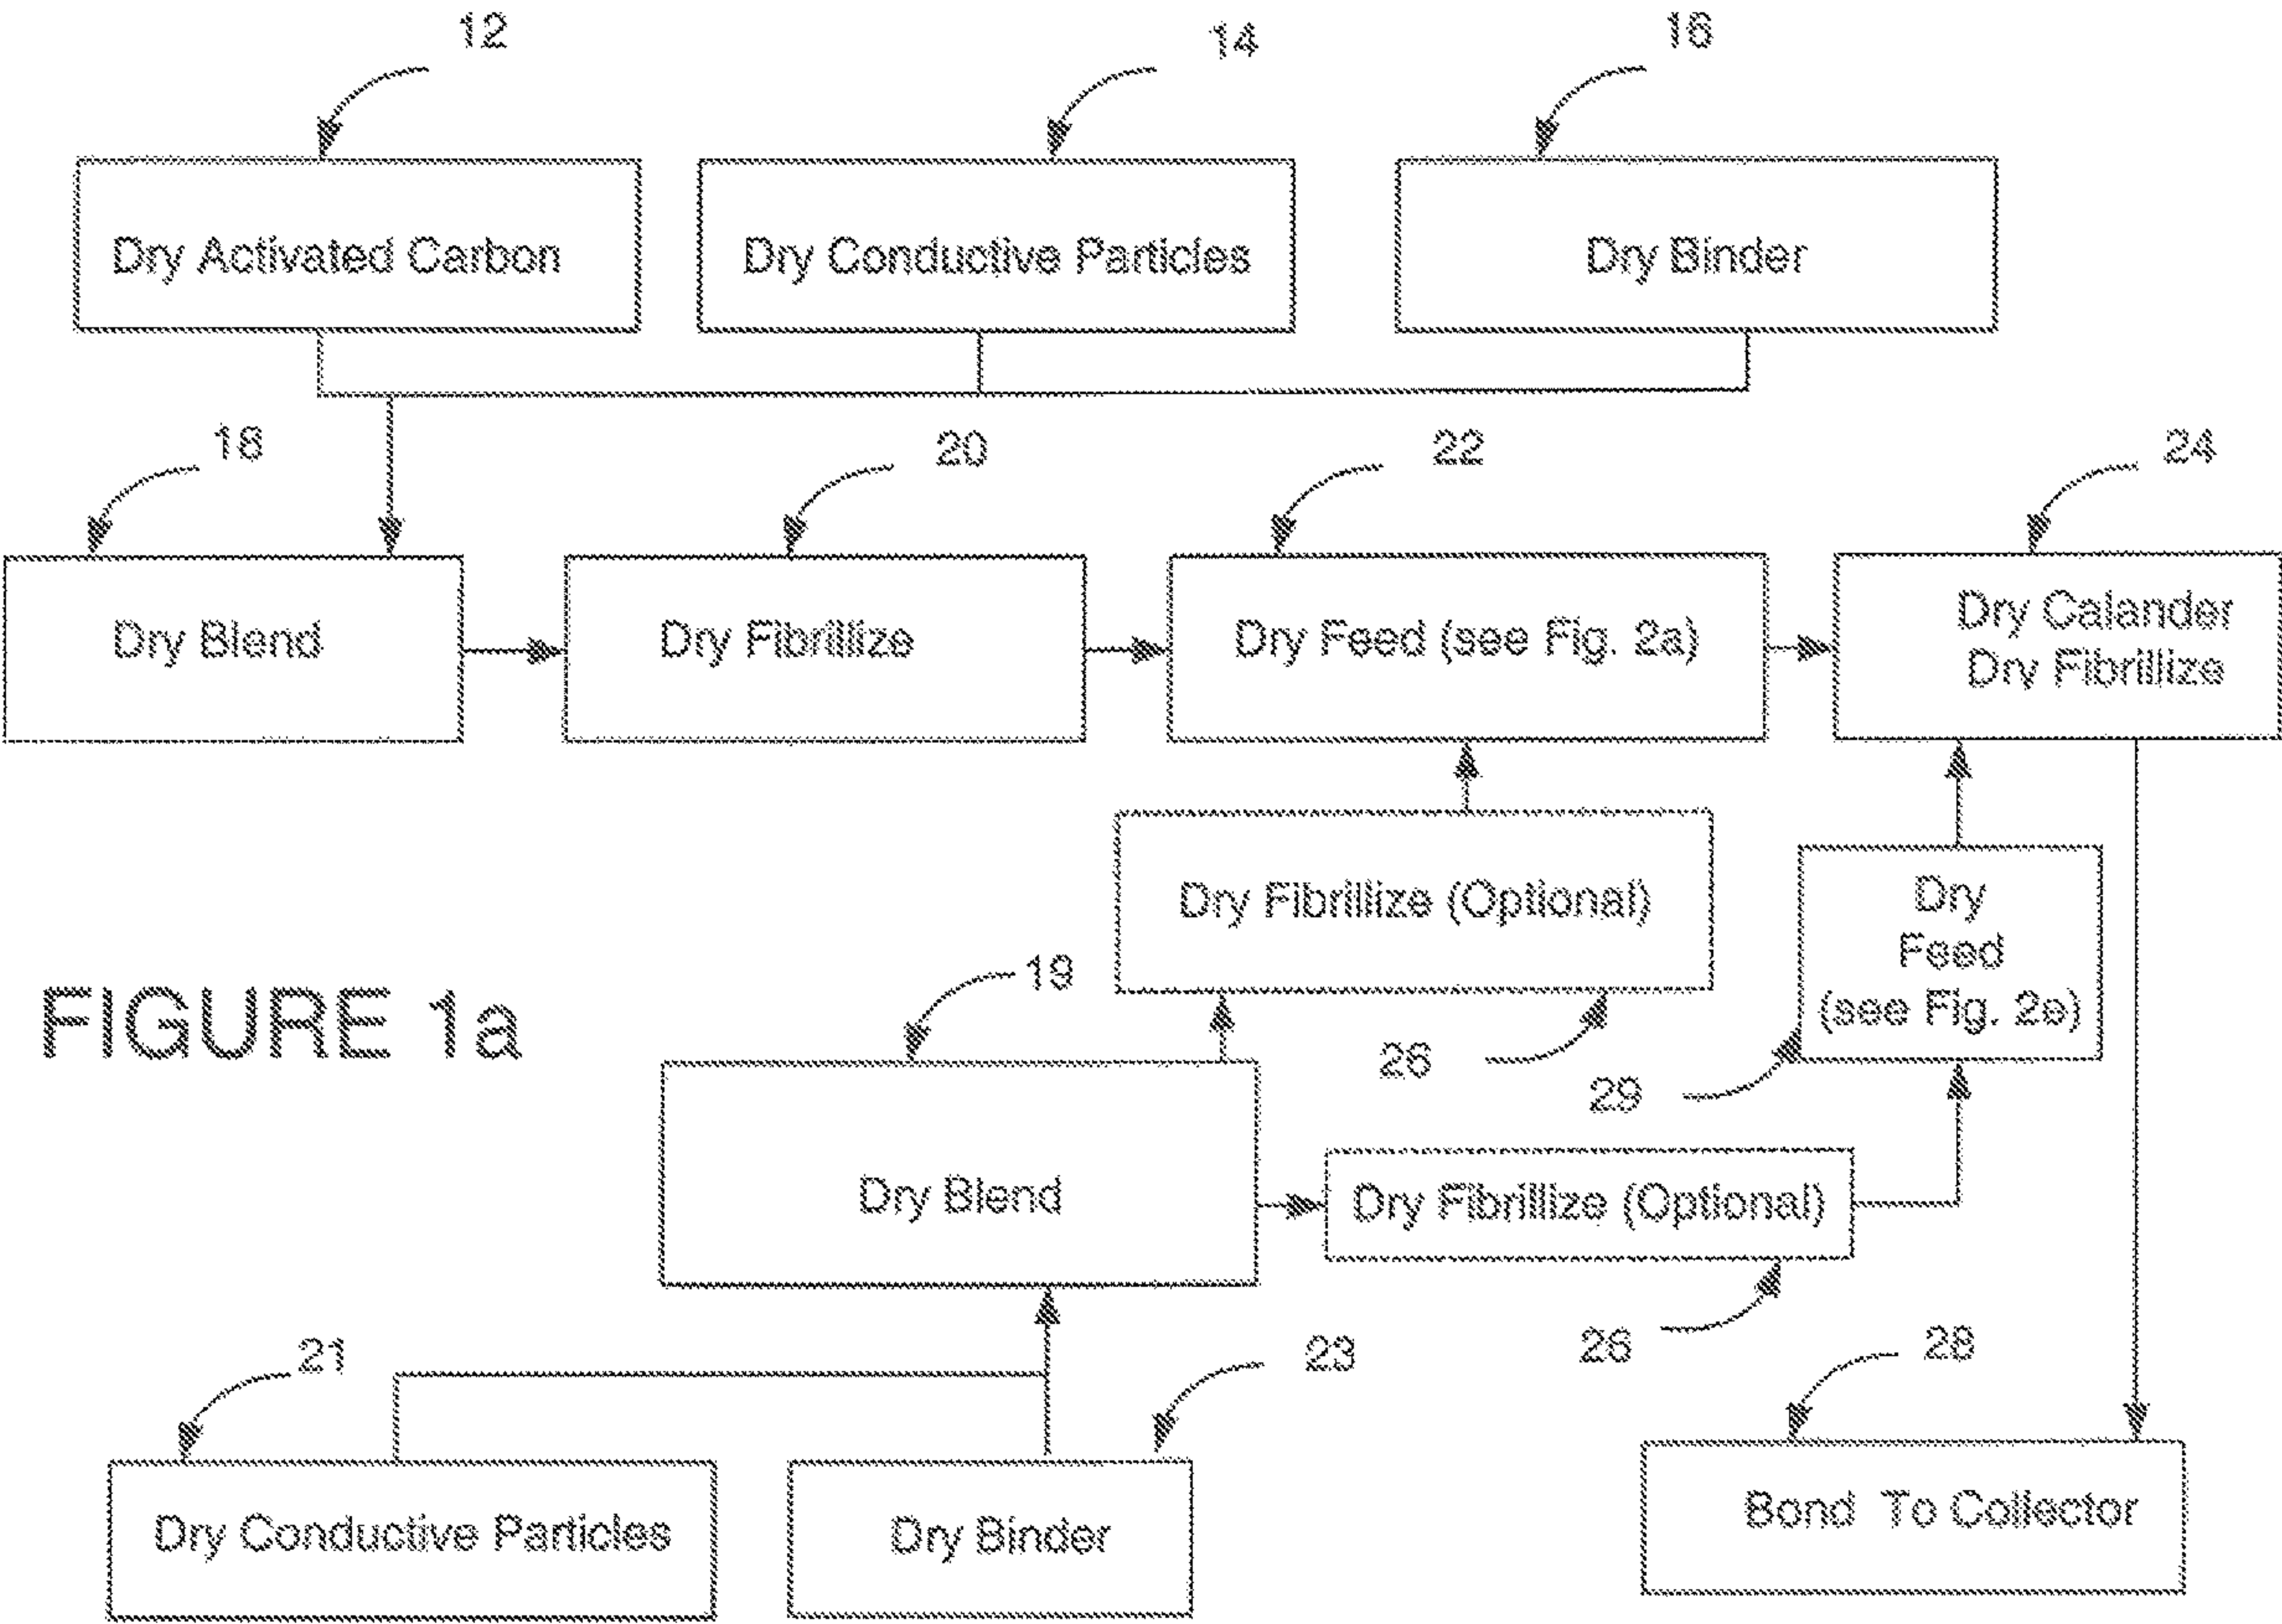 12
14
16
Dry Activated Carbon
Dry Conductive Particles
Dry Binder
18
20
22
24
Dry Blend
Dry Fibrillize
Dry Feed (see Fig. 2a)
Dry Calander
Dry Fibrillize
Dry Fibrillize (Optional)
Dry
Feed
(see Fig. 2e)
19
FIGURE 1a
26
29
Dry Blend
Dry Fibrillize (Optional)
21
23
26
28
Dry Conductive Particles
Dry Binder
Bond To Collector